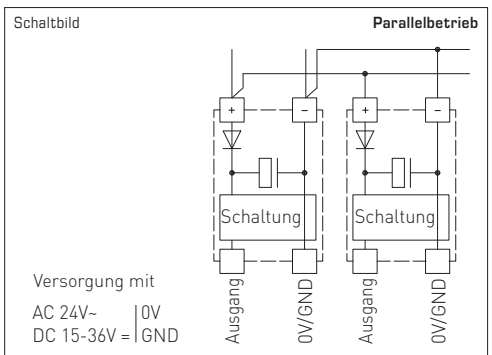 Schaltbild
Parallelbetrieb
+ − + −
Schaltung Schaltung
Versorgung mit
AC 24V~ | 0V
DC 15-36V = | GND
Ausgang
0V/GND
Ausgang
0V/GND